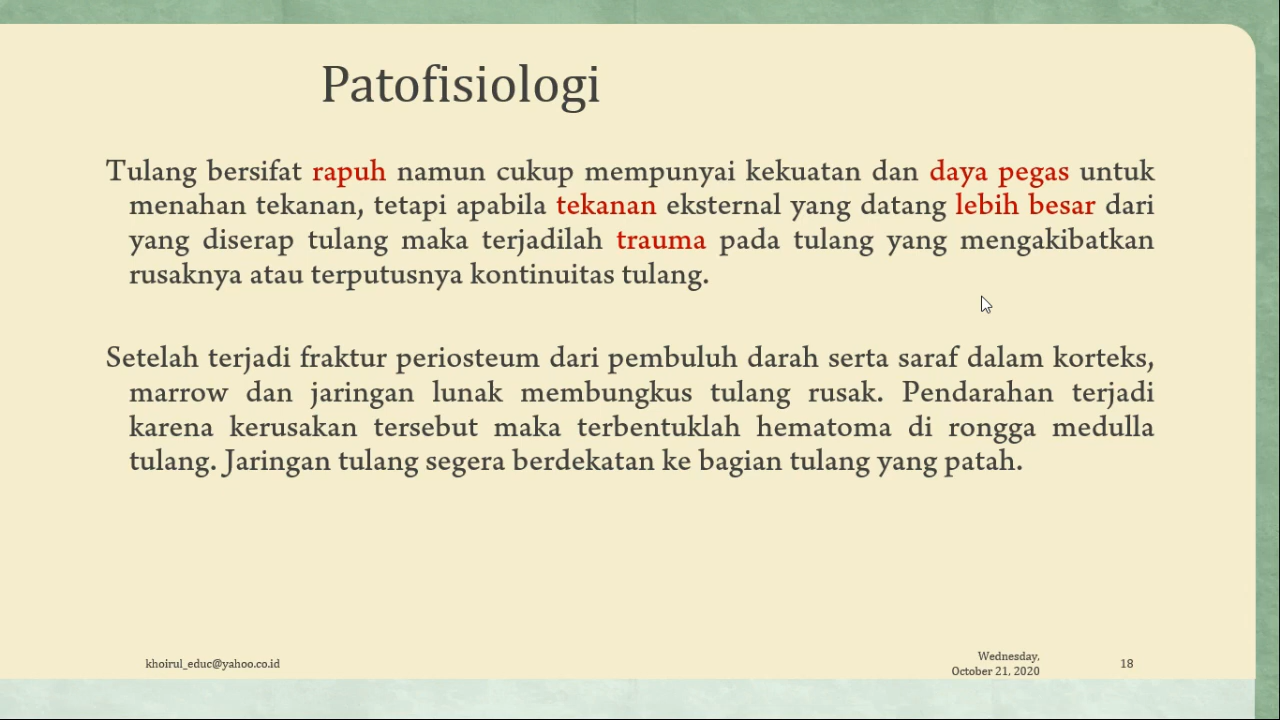 Patofisiologi
Tulang bersifat rapuh namun cukup mempunyai kekuatan dan daya pegas untuk
menahan tekanan, tetapi apabila tekanan eksternal yang datang lebih besar dari
yang diserap tulang maka terjadilah trauma pada tulang yang mengakibatkan
rusaknya atau terputusnya kontinuitas tulang.
Setelah terjadi fraktur periosteum dari pembuluh darah serta saraf dalam korteks,
marrow dan jaringan lunak membungkus tulang rusak. Pendarahan terjadi
karena kerusakan tersebut maka terbentuklah hematoma di rongga medulla
tulang. Jaringan tulang segera berdekatan ke bagian tulang yang patah.
khoirul_educ@yahoo.co.id
Wednesday,
October 21, 2020
18